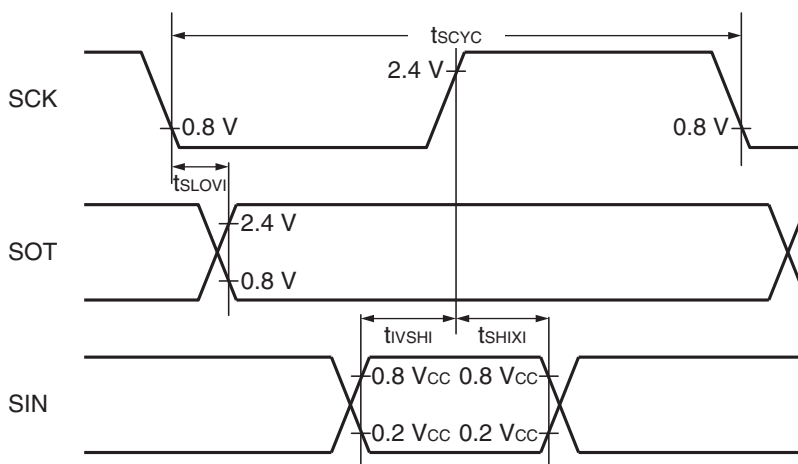 tSCYC
SCK
2.4 V
0.8 V
0.8 V
tSLOVI
SOT
2.4 V
0.8 V
tIVSHI
tSHIXI
SIN
0.8 VCC
0.8 VCC
0.2 VCC
0.2 VCC